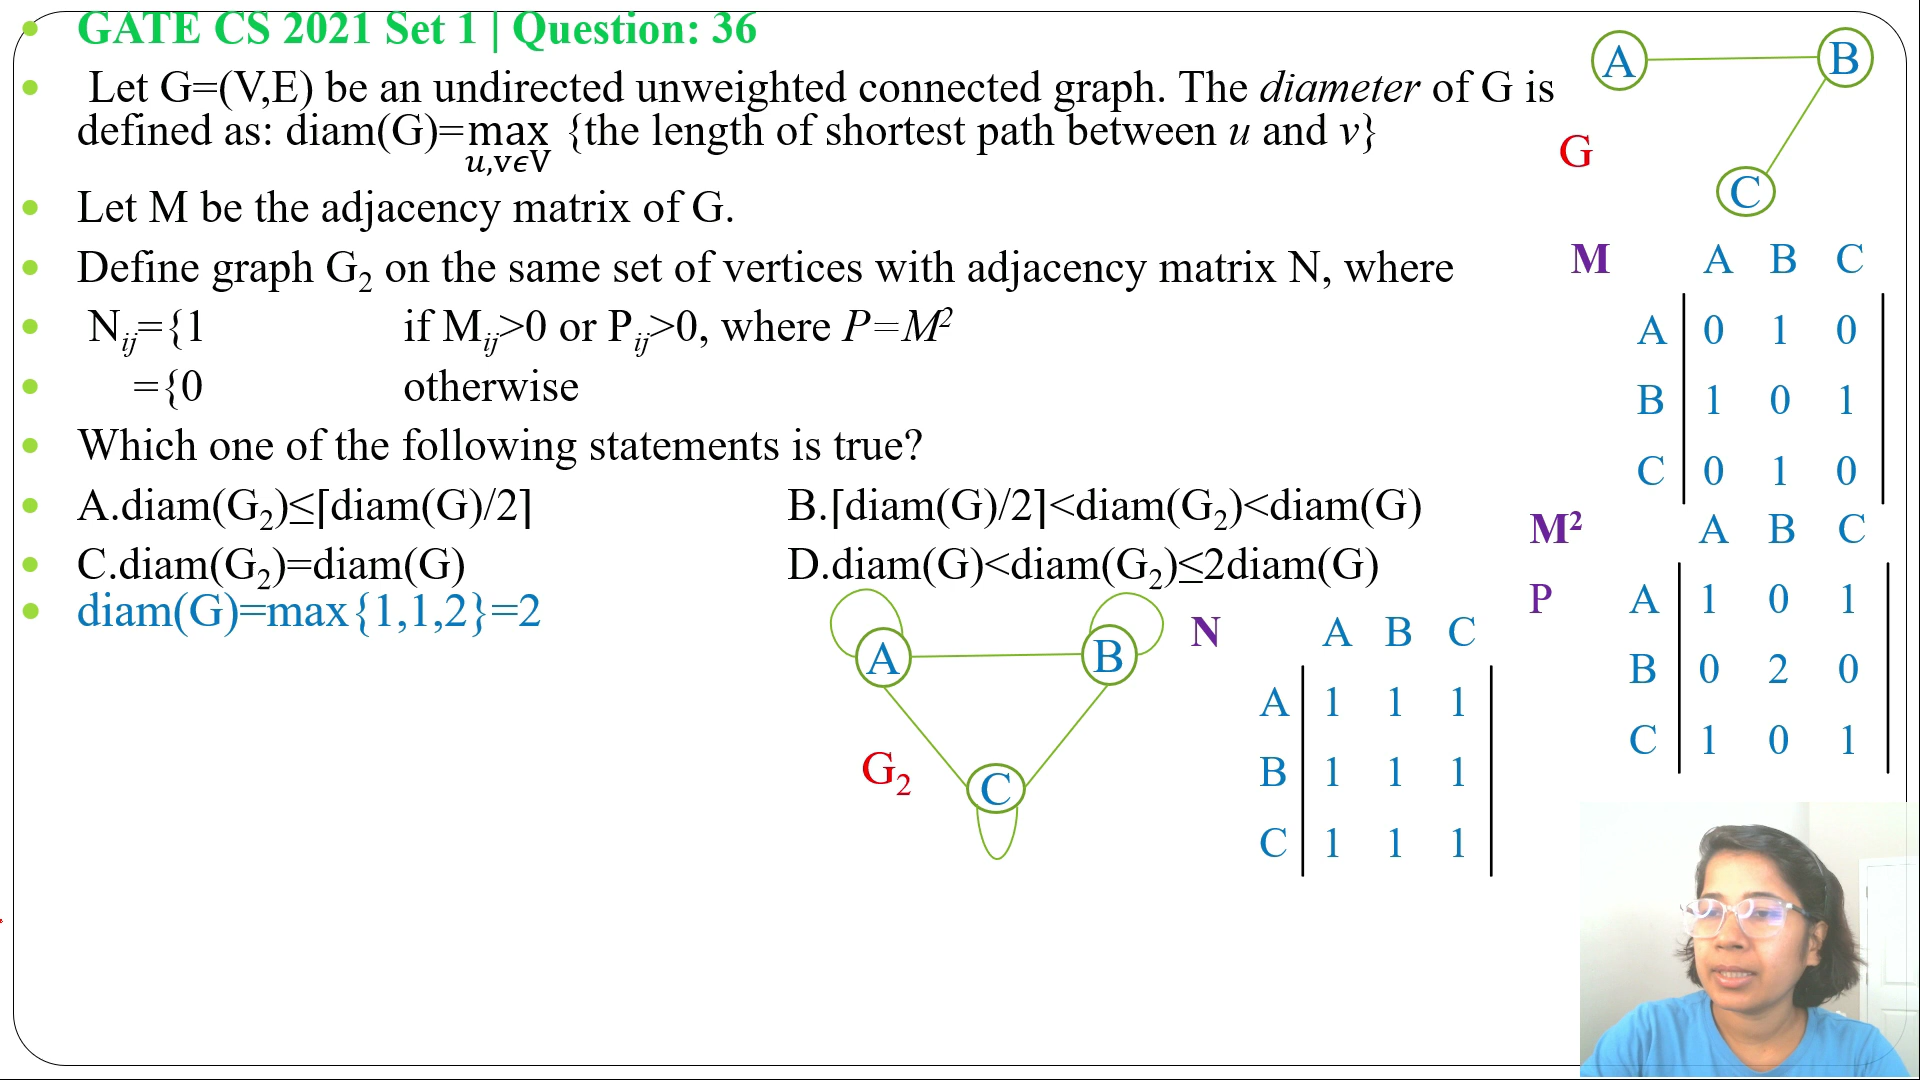 GATE CS 2021 Set 1 | Question: 36
Let G=(V,E) be an undirected unweighted connected graph. The diameter of G is
defined as: diam(G)=max {the length of shortest path between u and v}
u,vϵV
Let M be the adjacency matrix of G.
Define graph G₂ on the same set of vertices with adjacency matrix N, where
Nij={1 if Mij>0 or Pij>0, where P=M²
={0 otherwise
Which one of the following statements is true?
A.diam(G₂)≤⌈diam(G)/2⌉ B.⌈diam(G)/2⌉<diam(G₂)<diam(G)
C.diam(G₂)=diam(G) D.diam(G)<diam(G₂)≤2diam(G)
diam(G)=max{1,1,2}=2
A B
G
C
M A B C
A 0 1 0
B 1 0 1
C 0 1 0
M² A B C
P A 1 0 1
B 0 2 0
C 1 0 1
A B
G₂
C
N A B C
A 1 1 1
B 1 1 1
C 1 1 1